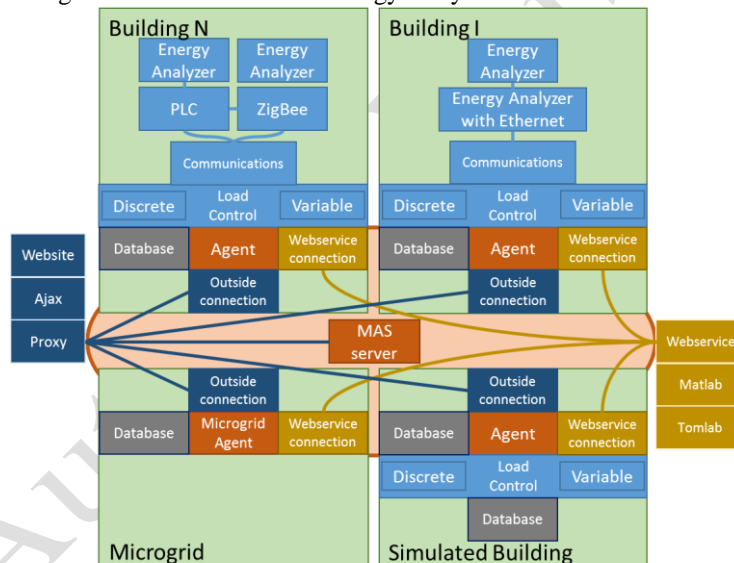 Building N
Energy
Analyzer
Energy
Analyzer
PLC
ZigBee
Communications
Discrete
Load
Control
Variable
Database
Agent
Webservice
connection
Outside
connection
Building I
Energy
Analyzer
Energy Analyzer
with Ethernet
Communications
Discrete
Load
Control
Variable
Database
Agent
Webservice
connection
Outside
connection
Website
Ajax
Proxy
MAS
server
Webservice
Matlab
Tomlab
Outside
connection
Database
Microgrid
Agent
Webservice
connection
Microgrid
Outside
connection
Database
Agent
Webservice
connection
Discrete
Load
Control
Variable
Database
Simulated Building